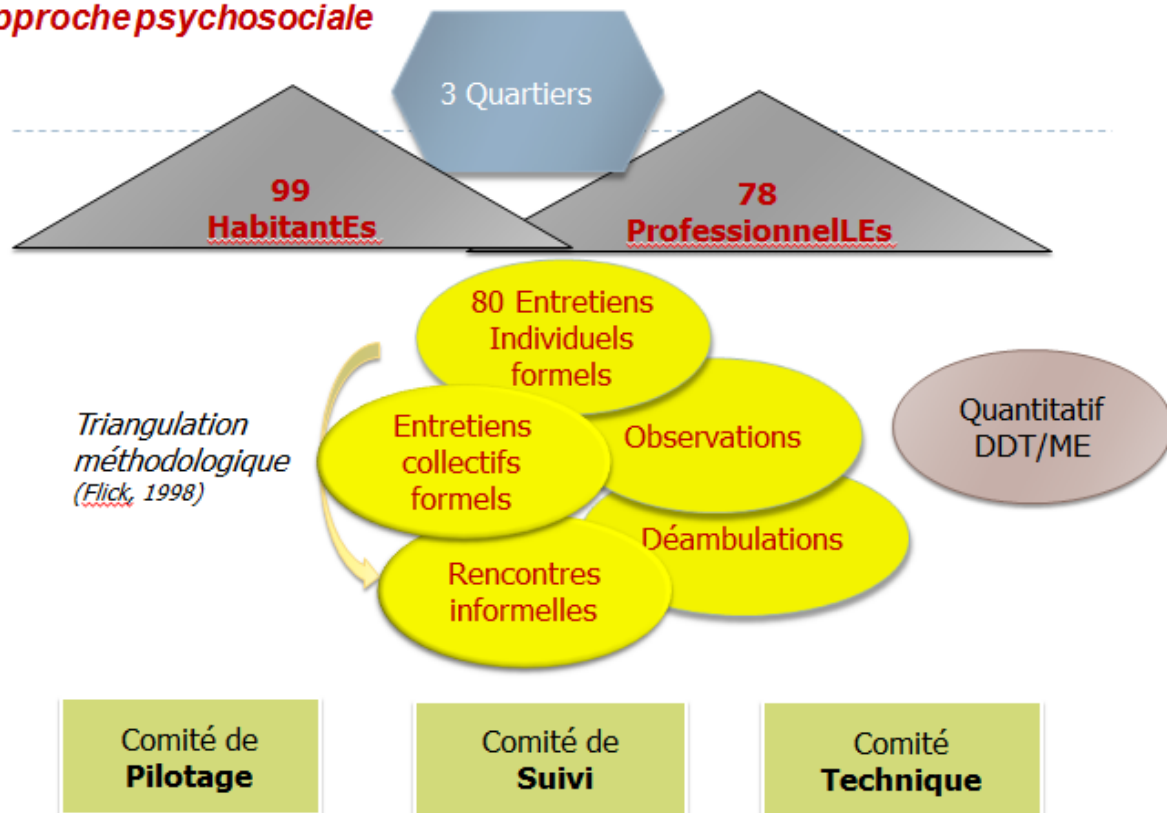 pproche psychosociale
3 Quartiers
99
HabitantEs
78
ProfessionnelLEs
80 Entretiens
Individuels
formels
Triangulation
méthodologique
(Flick, 1998)
Entretiens
collectifs
formels
Observations
Quantitatif
DDT/ME
Déambulations
Rencontres
informelles
Comité de
Pilotage
Comité de
Suivi
Comité
Technique